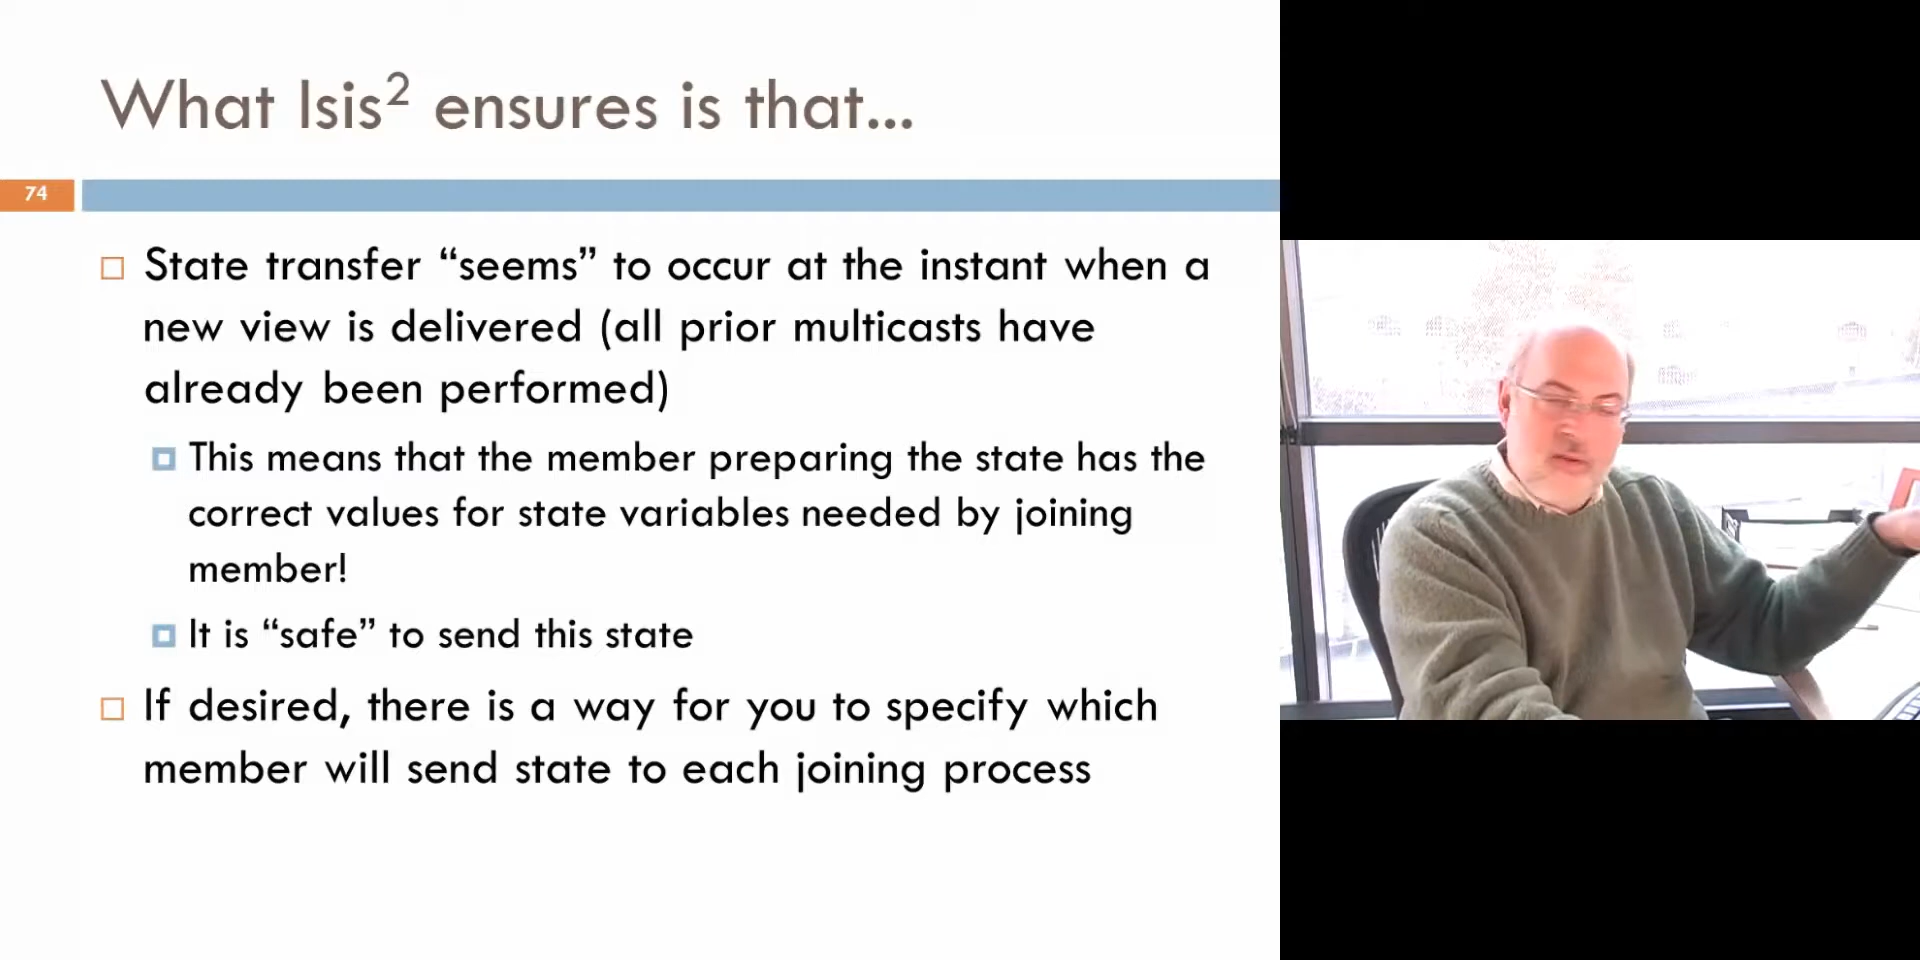 What Isis² ensures is that...
74
State transfer “seems” to occur at the instant when a
new view is delivered (all prior multicasts have
already been performed)
This means that the member preparing the state has the
correct values for state variables needed by joining
member!
It is “safe” to send this state
If desired, there is a way for you to specify which
member will send state to each joining process